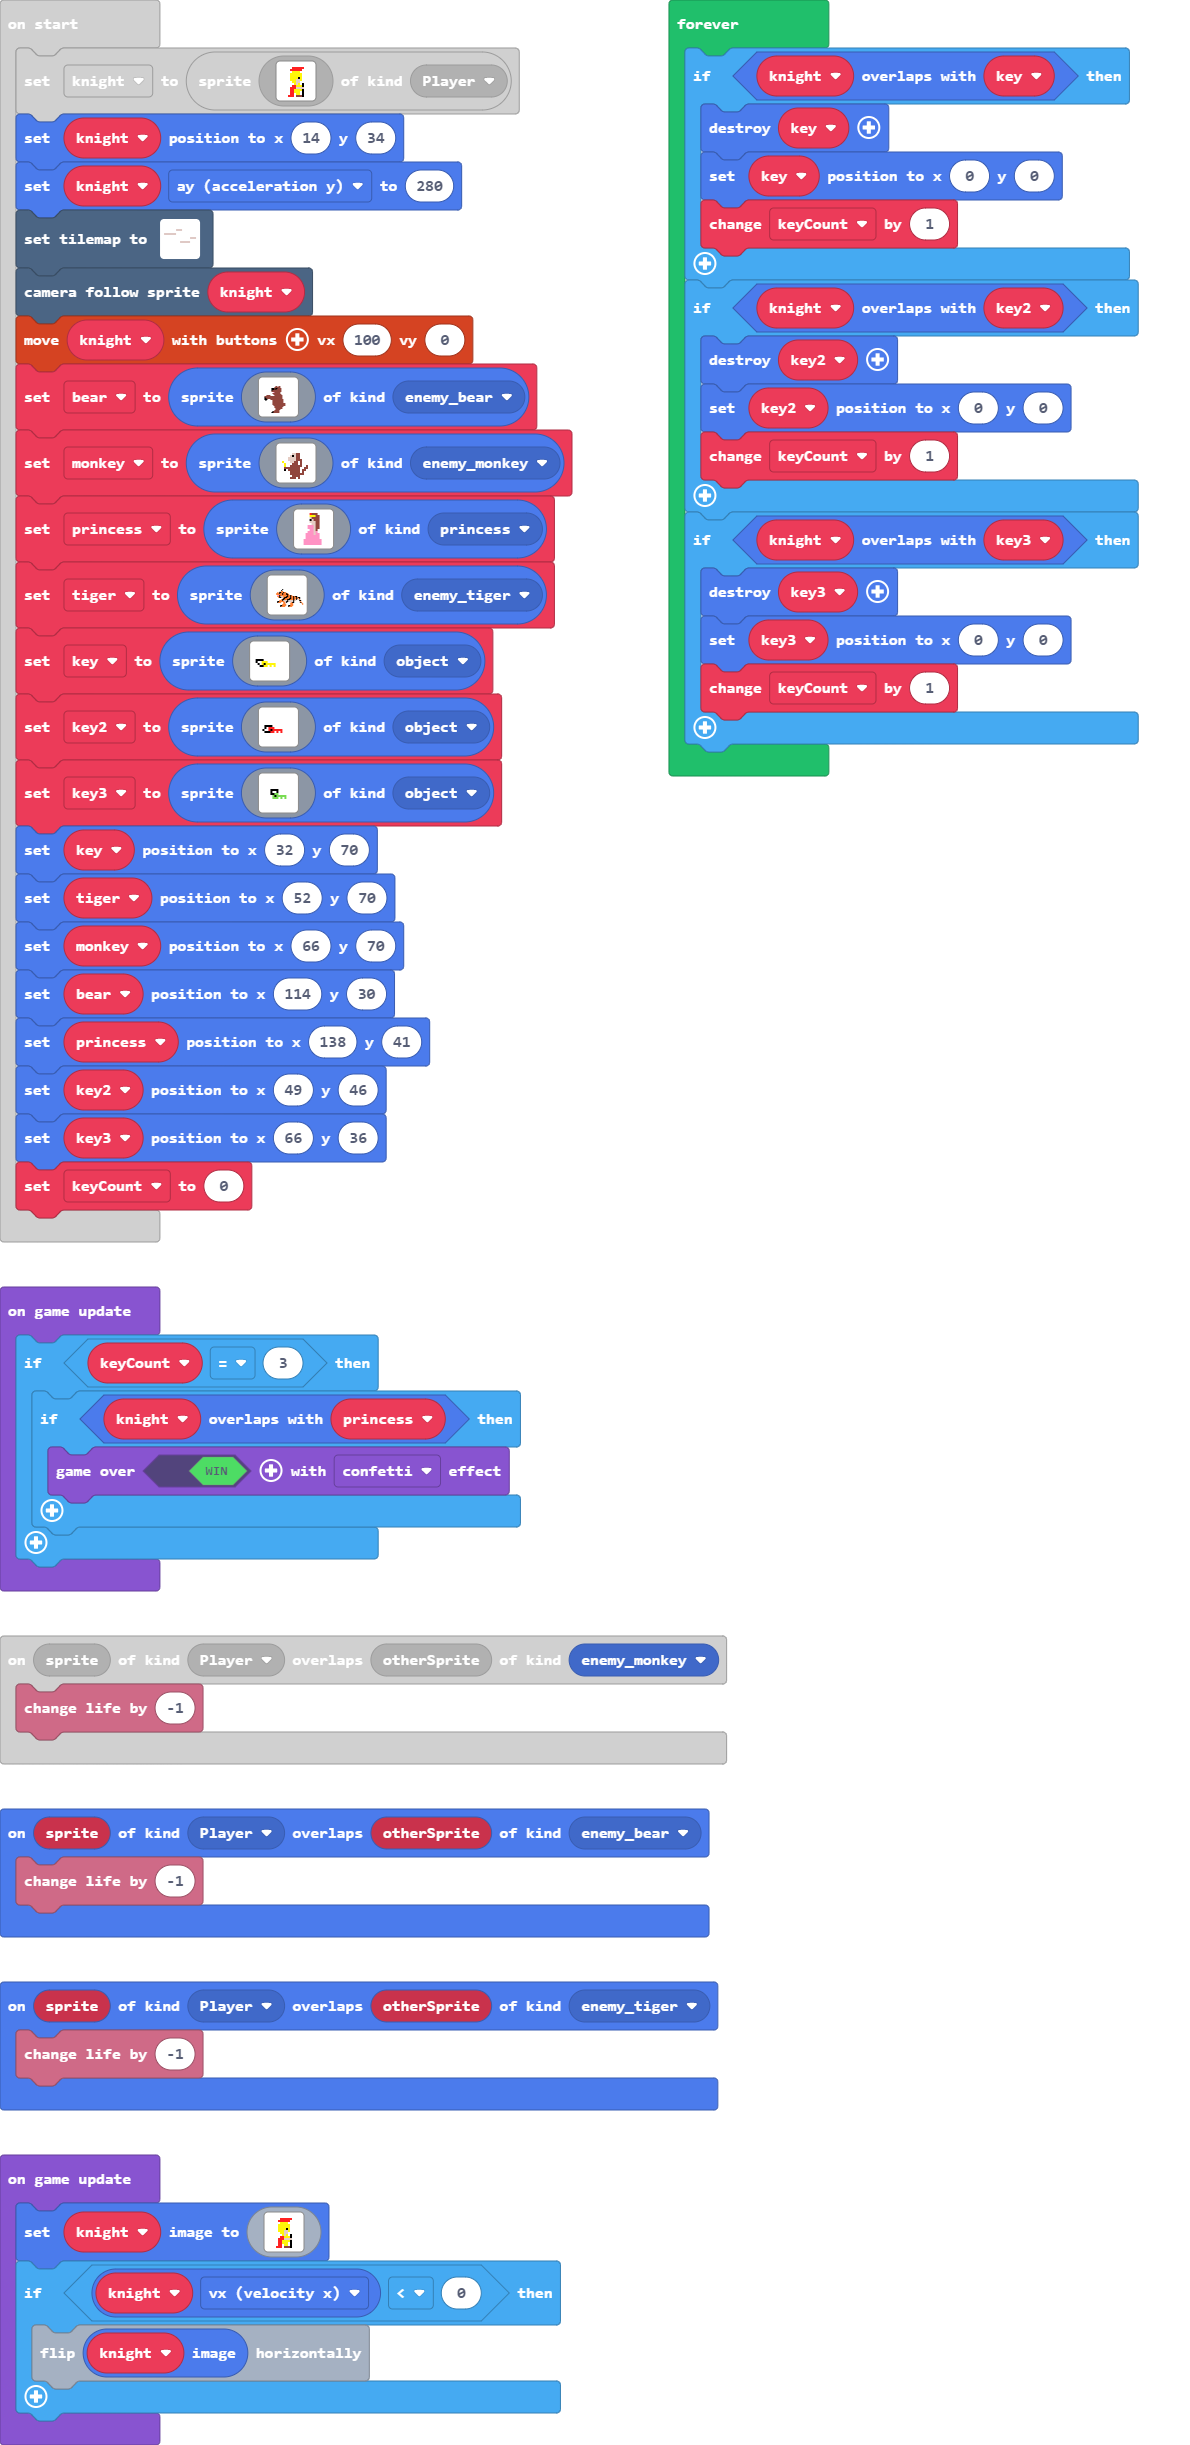 on start
set knight to sprite of kind Player
set knight position to x 14 y 34
set knight ay (acceleration y) to 280
set tilemap to
camera follow sprite knight
move knight with buttons vx 100 vy 0
set bear to sprite of kind enemy_bear
set monkey to sprite of kind enemy_monkey
set princess to sprite of kind princess
set tiger to sprite of kind enemy_tiger
set key to sprite of kind object
set key2 to sprite of kind object
set key3 to sprite of kind object
set key position to x 32 y 70
set tiger position to x 52 y 70
set monkey position to x 66 y 70
set bear position to x 114 y 30
set princess position to x 138 y 41
set key2 position to x 49 y 46
set key3 position to x 66 y 36
set keyCount to 0
on game update
if keyCount = 3 then
if knight overlaps with princess then
game over WIN with confetti effect
on sprite of kind Player overlaps otherSprite of kind enemy_monkey
change life by -1
on sprite of kind Player overlaps otherSprite of kind enemy_bear
change life by -1
on sprite of kind Player overlaps otherSprite of kind enemy_tiger
change life by -1
on game update
set knight image to
if knight vx (velocity x) < 0 then
flip knight image horizontally
forever
if knight overlaps with key then
destroy key
set key position to x 0 y 0
change keyCount by 1
if knight overlaps with key2 then
destroy key2
set key2 position to x 0 y 0
change keyCount by 1
if knight overlaps with key3 then
destroy key3
set key3 position to x 0 y 0
change keyCount by 1